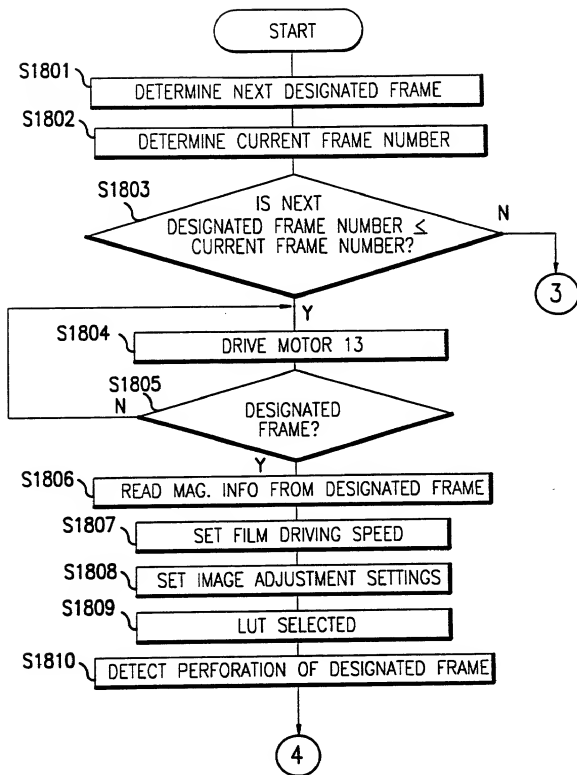 START
S1801
DETERMINE NEXT DESIGNATED FRAME
S1802
DETERMINE CURRENT FRAME NUMBER
S1803
IS NEXT
DESIGNATED FRAME NUMBER ≤
CURRENT FRAME NUMBER?
N
3
Y
S1804
DRIVE MOTOR 13
S1805
DESIGNATED
FRAME?
N
Y
S1806
READ MAG. INFO FROM DESIGNATED FRAME
S1807
SET FILM DRIVING SPEED
S1808
SET IMAGE ADJUSTMENT SETTINGS
S1809
LUT SELECTED
S1810
DETECT PERFORATION OF DESIGNATED FRAME
4